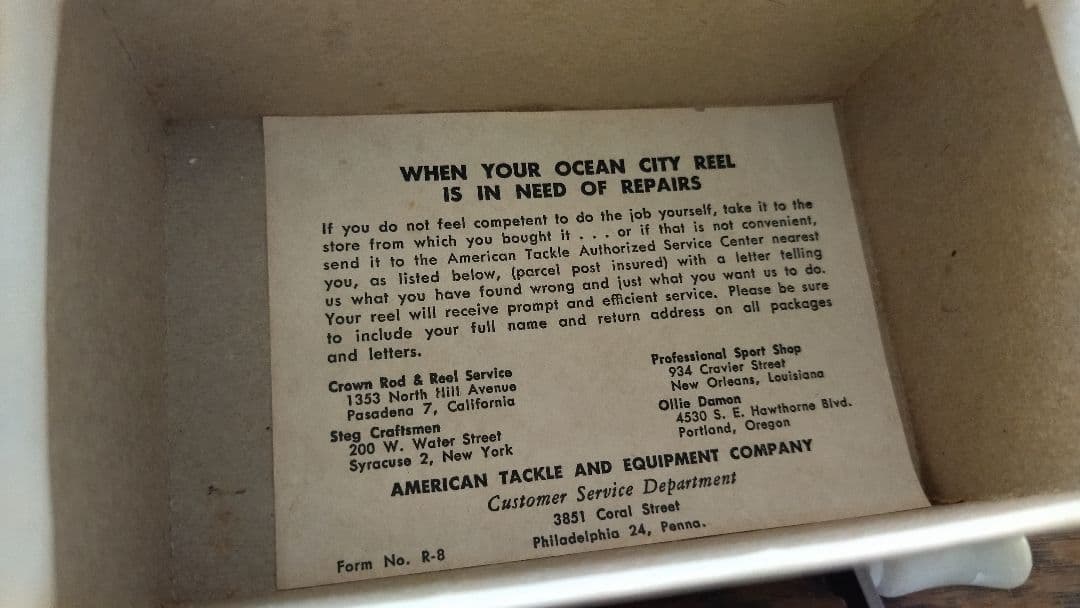 WHEN YOUR OCEAN CITY REEL
IS IN NEED OF REPAIRS
If you do not feel competent to do the job yourself, take it to the
store from which you bought it . . . or if that is not convenient,
send it to the American Tackle Authorized Service Center nearest
you, as listed below, (parcel post insured) with a letter telling
us what you have found wrong and just what you want us to do.
Your reel will receive prompt and efficient service. Please be sure
to include your full name and return address on all packages
and letters.
Crown Rod & Reel Service
1353 North Hill Avenue
Pasadena 7, California
Steg Craftsmen
200 W. Water Street
Syracuse 2, New York
Professional Sport Shop
934 Cravier Street
New Orleans, Louisiana
Ollie Damon
4530 S. E. Hawthorne Blvd.
Portland, Oregon
AMERICAN TACKLE AND EQUIPMENT COMPANY
Customer Service Department
3851 Coral Street
Philadelphia 24, Penna.
Form No. R-8